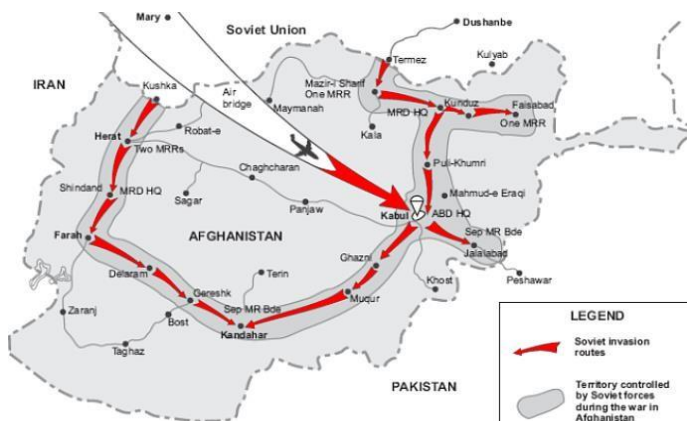 Mary
Soviet Union
Dushanbe
IRAN
Kushka
Air
bridge
Termez
Kulyab
Mazir-i Sharif
One MRR
Maymanah
MRD HQ
Kunduz
Faisabad
One MRR
Herat
Robat-e
Two MRRs
Kala
Puli-Khumri
Chaghcharan
Shindand
MRD HQ
Sagar
Panjaw
Mahmud-e Eraqi
Kabul
ABD HQ
Sep MR Bde
Jalalabad
Farah
AFGHANISTAN
Ghazni
Peshawar
Delaram
Terin
Khost
Gereshk
Sep MR Bde
Muqur
Zaranj
Bost
Kandahar
Taghaz
PAKISTAN
LEGEND
Soviet invasion
routes
Territory controlled
by Soviet forces
during the war in
Afghanistan